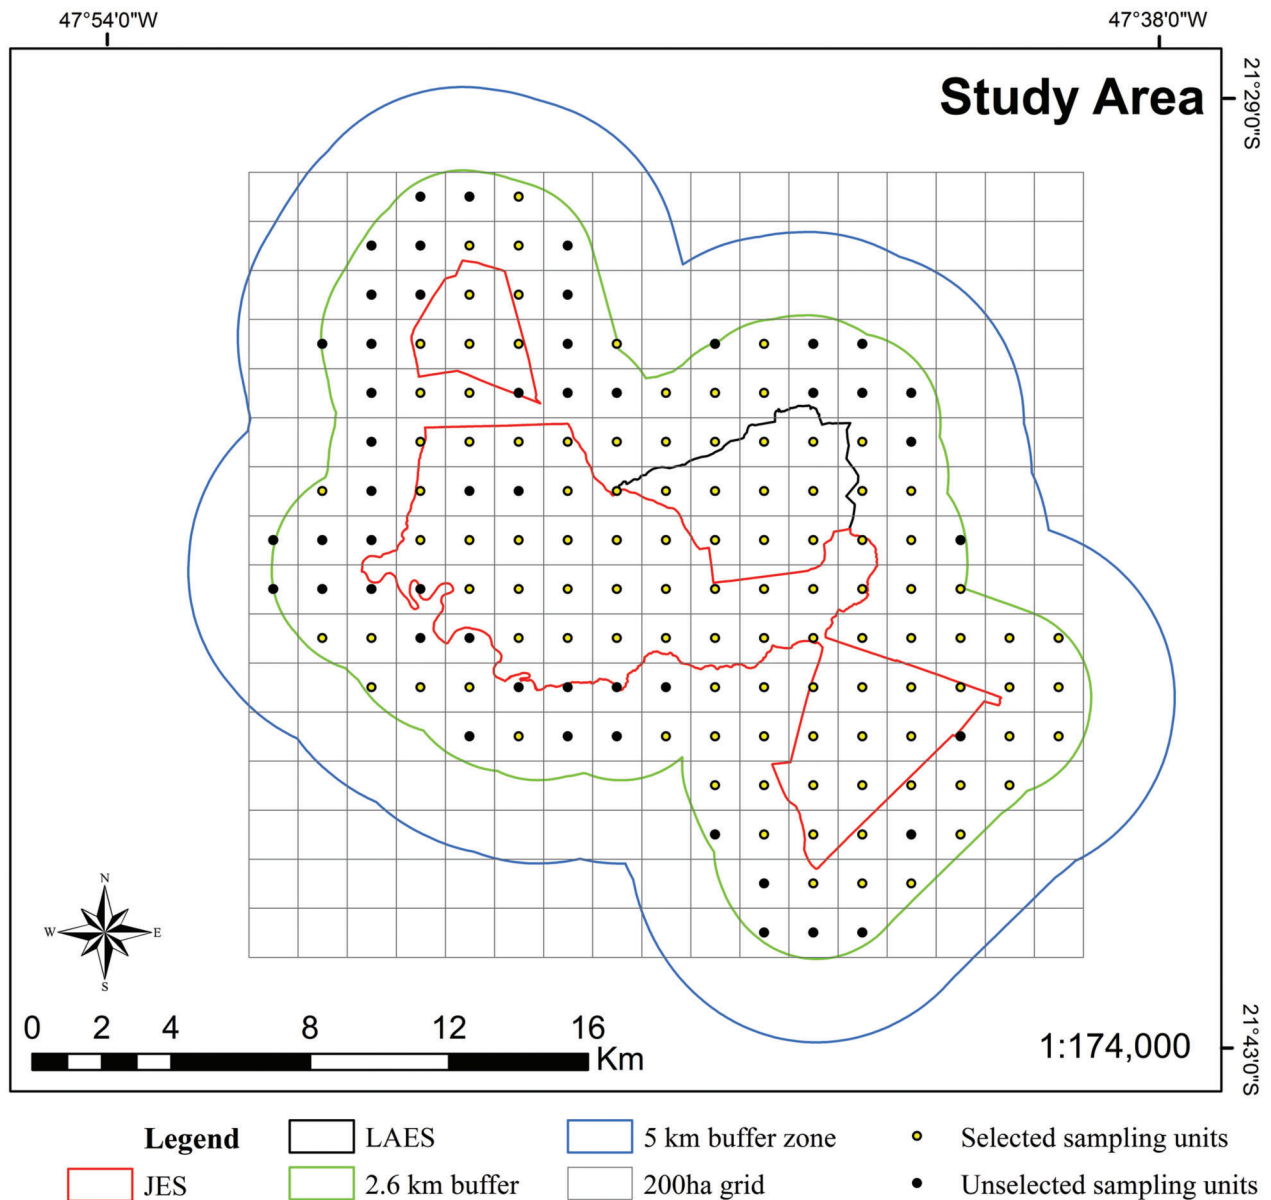 47°54'0"W
47°38'0"W
Study Area
21°29'0"S
N
W
E
S
0 2 4 8 12 16
Km
1:174,000
21°43'0"S
Legend
LAES
5 km buffer zone
Selected sampling units
JES
2.6 km buffer
200ha grid
Unselected sampling units